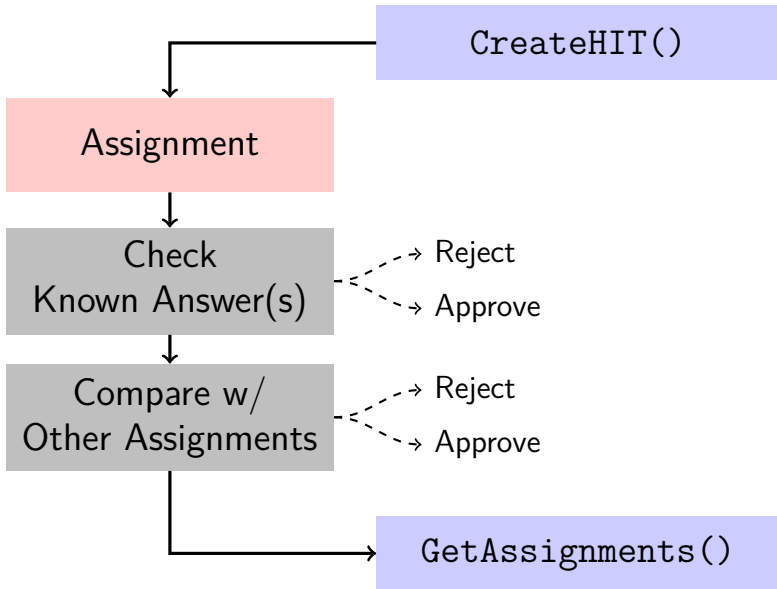 CreateHIT()
Assignment
Check
Known Answer(s)
Reject
Approve
Compare w/
Other Assignments
Reject
Approve
GetAssignments()